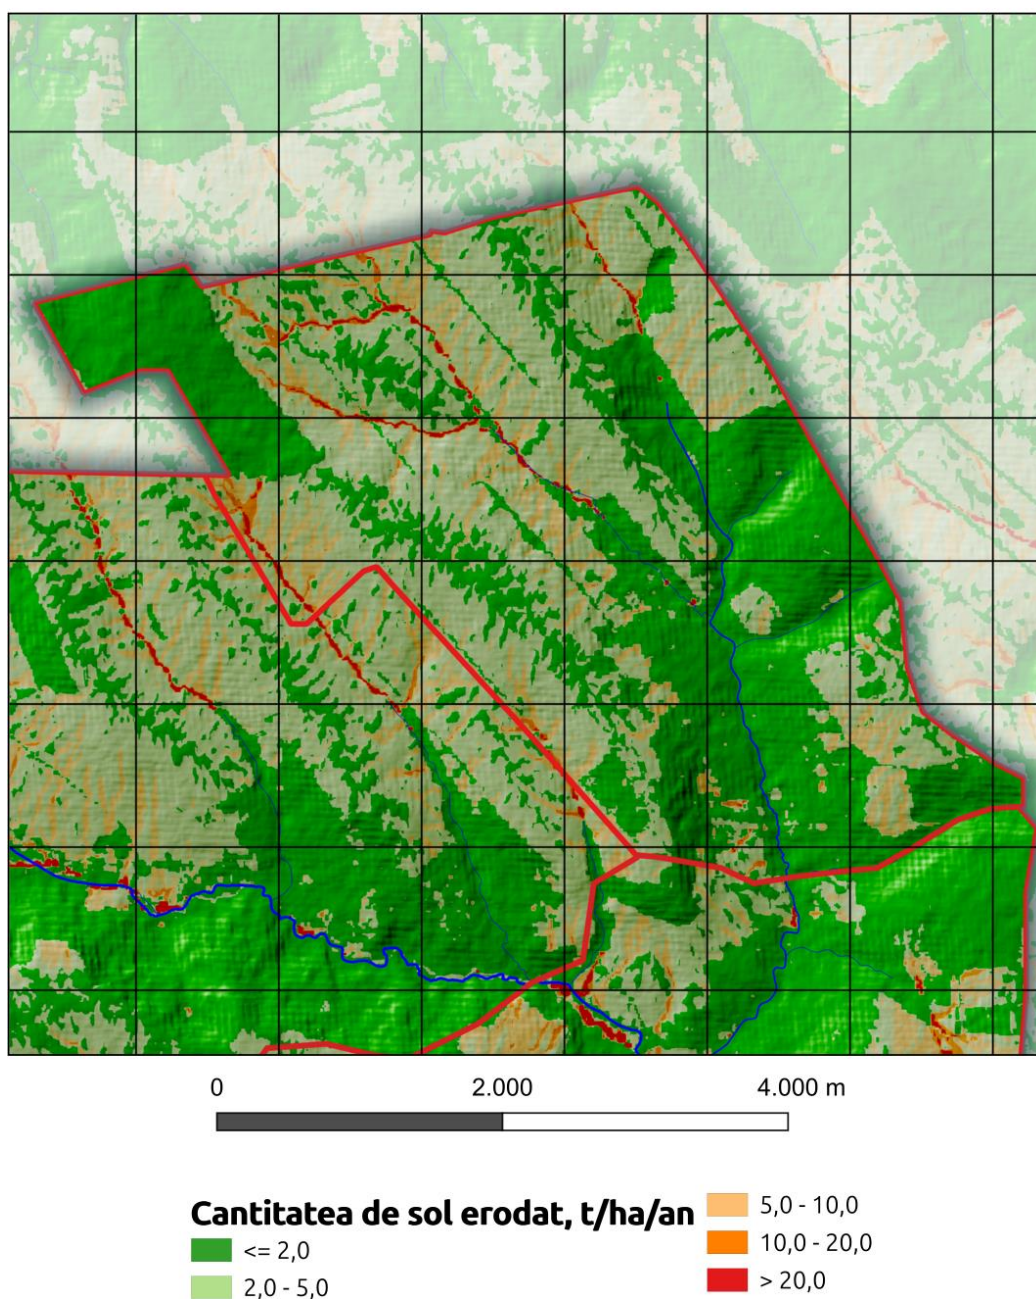 0 2.000 4.000 m
Cantitatea de sol erodat, t/ha/an
<= 2,0
2,0 - 5,0
5,0 - 10,0
10,0 - 20,0
> 20,0